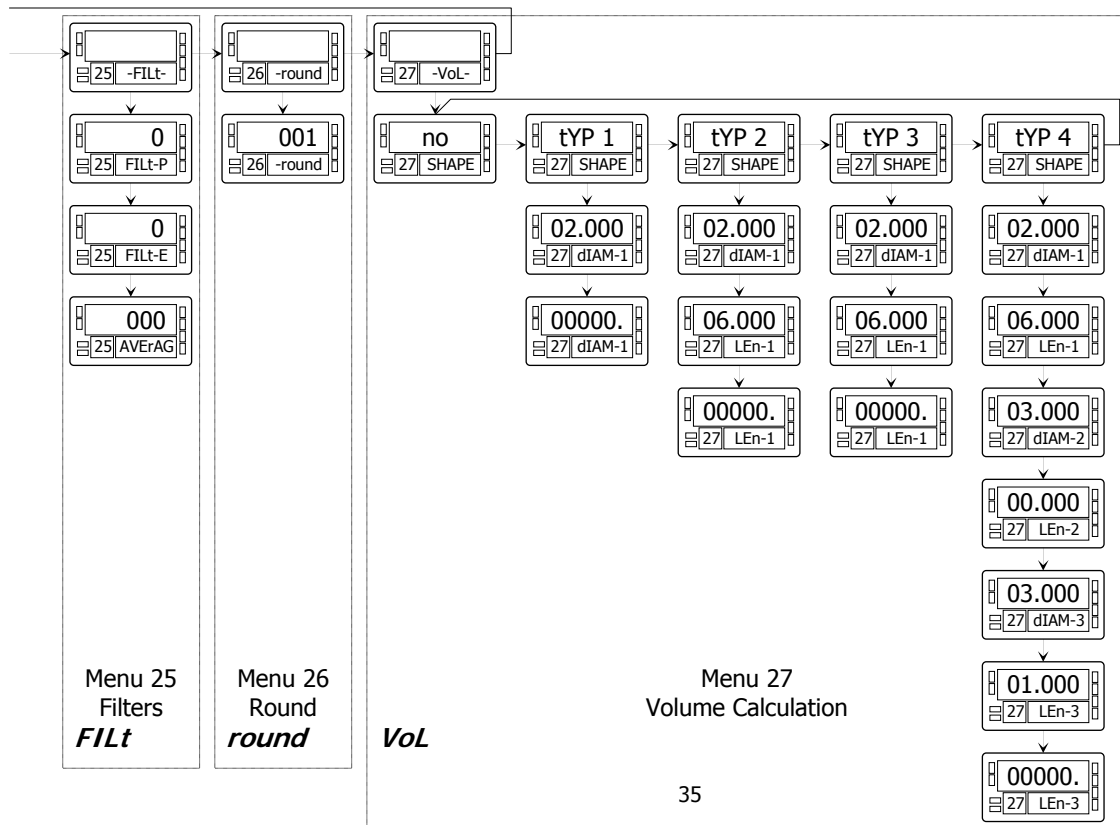 25 -FILt-
0
25 FILt-P
0
25 FILt-E
000
25 AVErAG
Menu 25
Filters
FILt
26 -round
001
26 -round
Menu 26
Round
round
27 -VoL-
no
27 SHAPE
tYP 1
27 SHAPE
02.000
27 dIAM-1
00000.
27 dIAM-1
tYP 2
27 SHAPE
02.000
27 dIAM-1
06.000
27 LEn-1
00000.
27 LEn-1
tYP 3
27 SHAPE
02.000
27 dIAM-1
06.000
27 LEn-1
00000.
27 LEn-1
tYP 4
27 SHAPE
02.000
27 dIAM-1
06.000
27 LEn-1
03.000
27 dIAM-2
00.000
27 LEn-2
03.000
27 dIAM-3
01.000
27 LEn-3
00000.
27 LEn-3
Menu 27
Volume Calculation
VoL
35